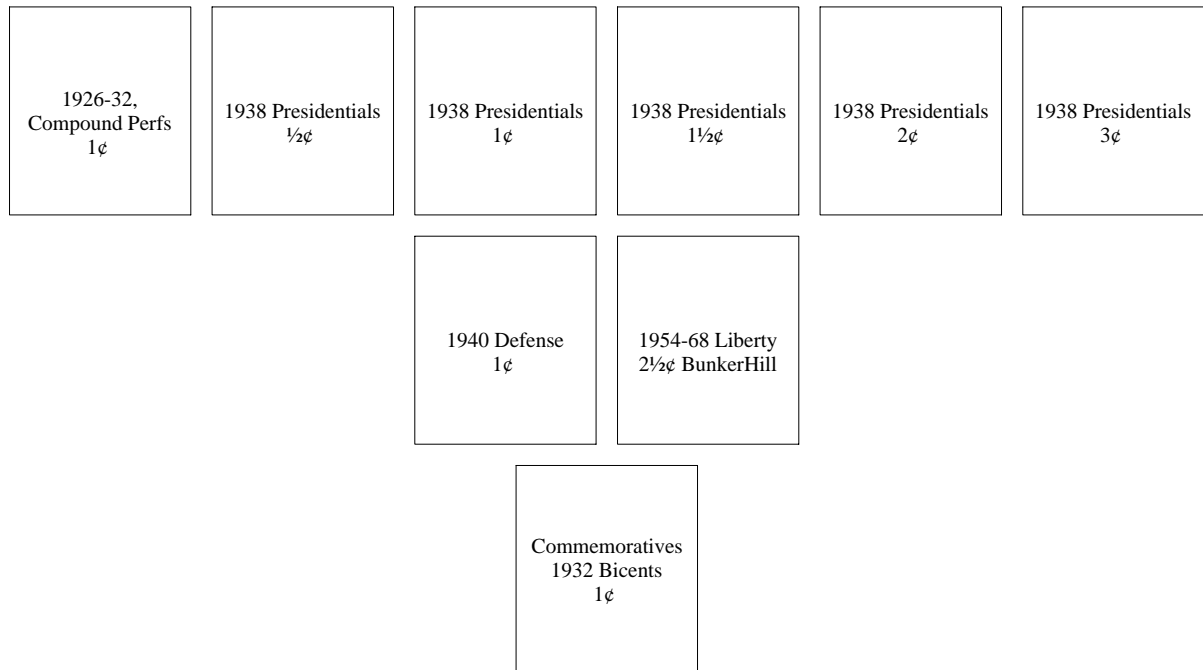 1926-32,
Compound Perfs
1¢
1938 Presidentials
½¢
1938 Presidentials
1¢
1938 Presidentials
1½¢
1938 Presidentials
2¢
1938 Presidentials
3¢
1940 Defense
1¢
1954-68 Liberty
2½¢ BunkerHill
Commemoratives
1932 Bicents
1¢